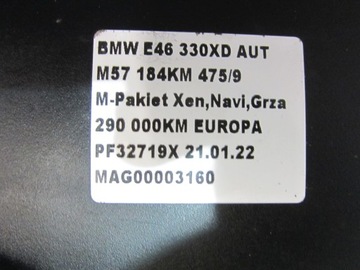 BMW E46 330XD AUT
M57 184KM 475/9
M-Pakiet Xen,Navi,Grza
290 000KM EUROPA
PF32719X 21.01.22
MAG00003160